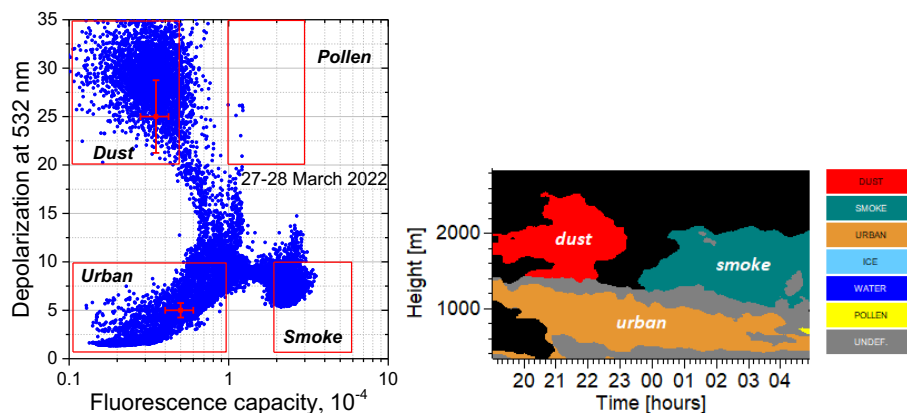 35
30
25
20
15
10
5
0
Depolarization at 532 nm
Pollen
Dust
27-28 March 2022
Urban
Smoke
0.1
1
10
Fluorescence capacity, 10-4
Height [m]
2000
1000
dust
smoke
urban
20 21 22 23 00 01 02 03 04
Time [hours]
DUST
SMOKE
URBAN
ICE
WATER
POLLEN
UNDEF.